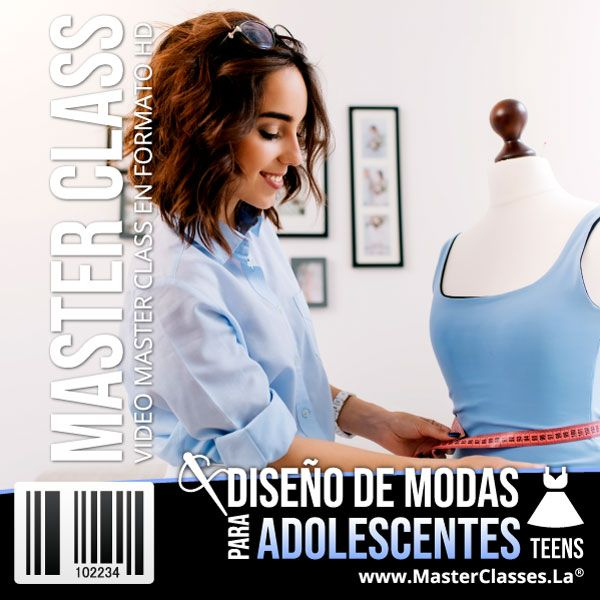 MASTER CLASS
VIDEO MASTER CLASS EN FORMATO HD
DISEÑO DE MODAS
PARA
ADOLESCENTES
TEENS
102234
www.MasterClasses.La®